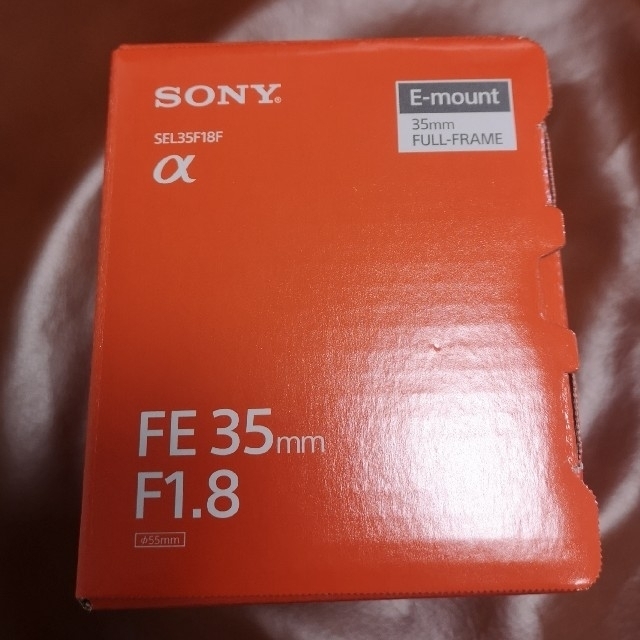 SONY®
E-mount
35mm
FULL-FRAME
SEL35F18F
α
FE 35mm
F1.8
φ55mm